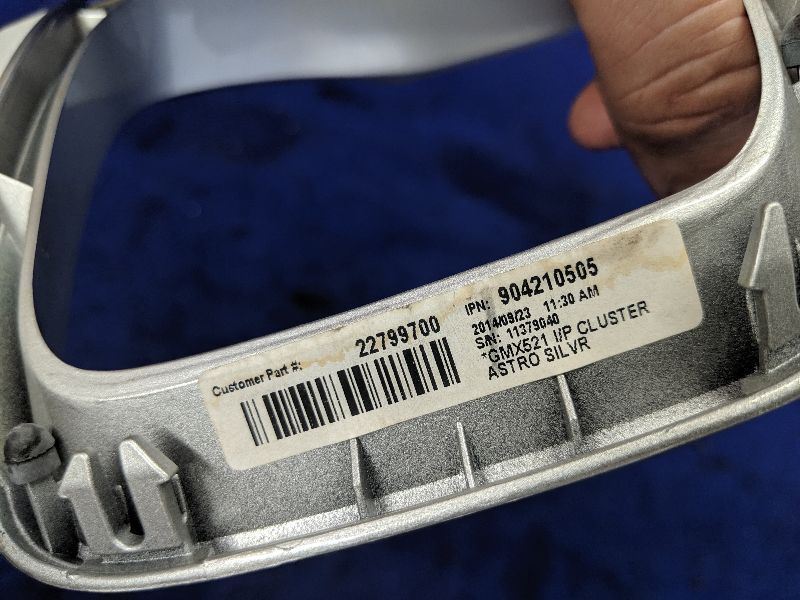 Customer Part #: 22799700
IPN: 904210505
2014/09/23 11:30 AM
S/N: 11379040
*GMX521 I/P CLUSTER
ASTRO SILVR